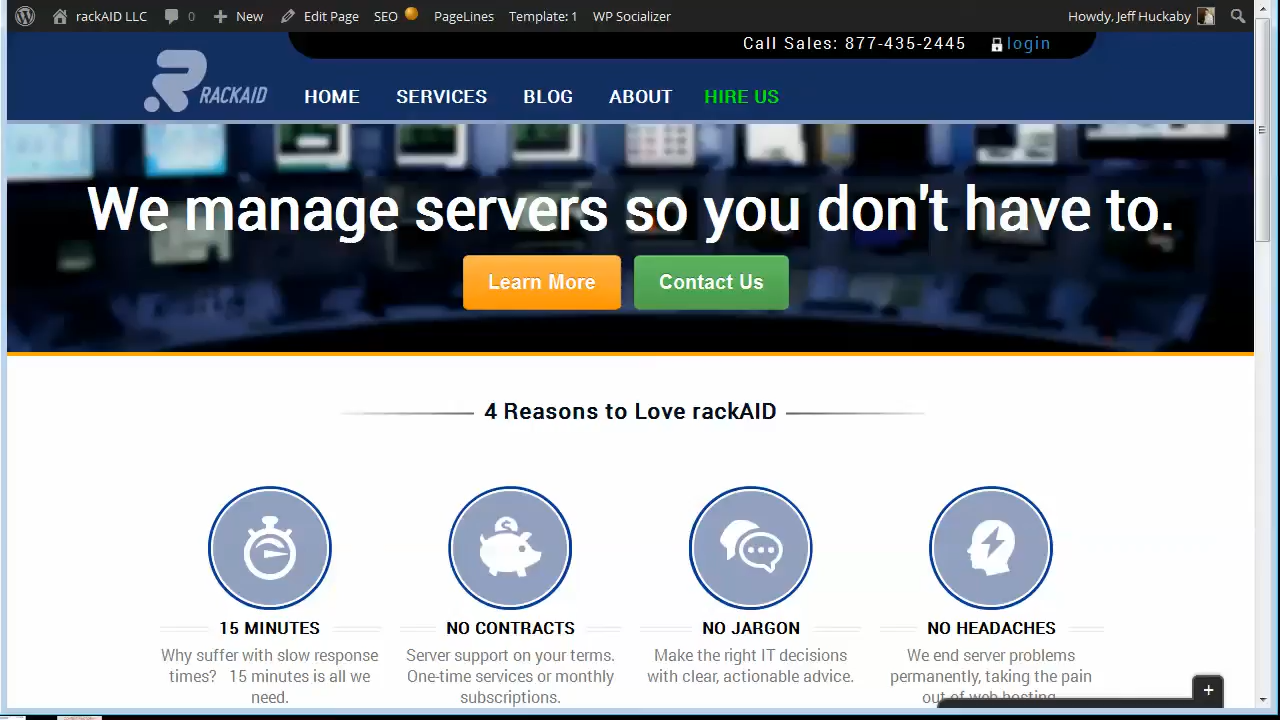 rackAID LLC 0 New Edit Page SEO PageLines Template: 1 WP Socializer Howdy, Jeff Huckaby
Call Sales: 877-435-2445 login
RACKAID HOME SERVICES BLOG ABOUT HIRE US
We manage servers so you don't have to.
Learn More Contact Us
4 Reasons to Love rackAID
15 MINUTES
Why suffer with slow response
times? 15 minutes is all we
need.
NO CONTRACTS
Server support on your terms.
One-time services or monthly
subscriptions.
NO JARGON
Make the right IT decisions
with clear, actionable advice.
NO HEADACHES
We end server problems
permanently, taking the pain
out of web hosting.
+